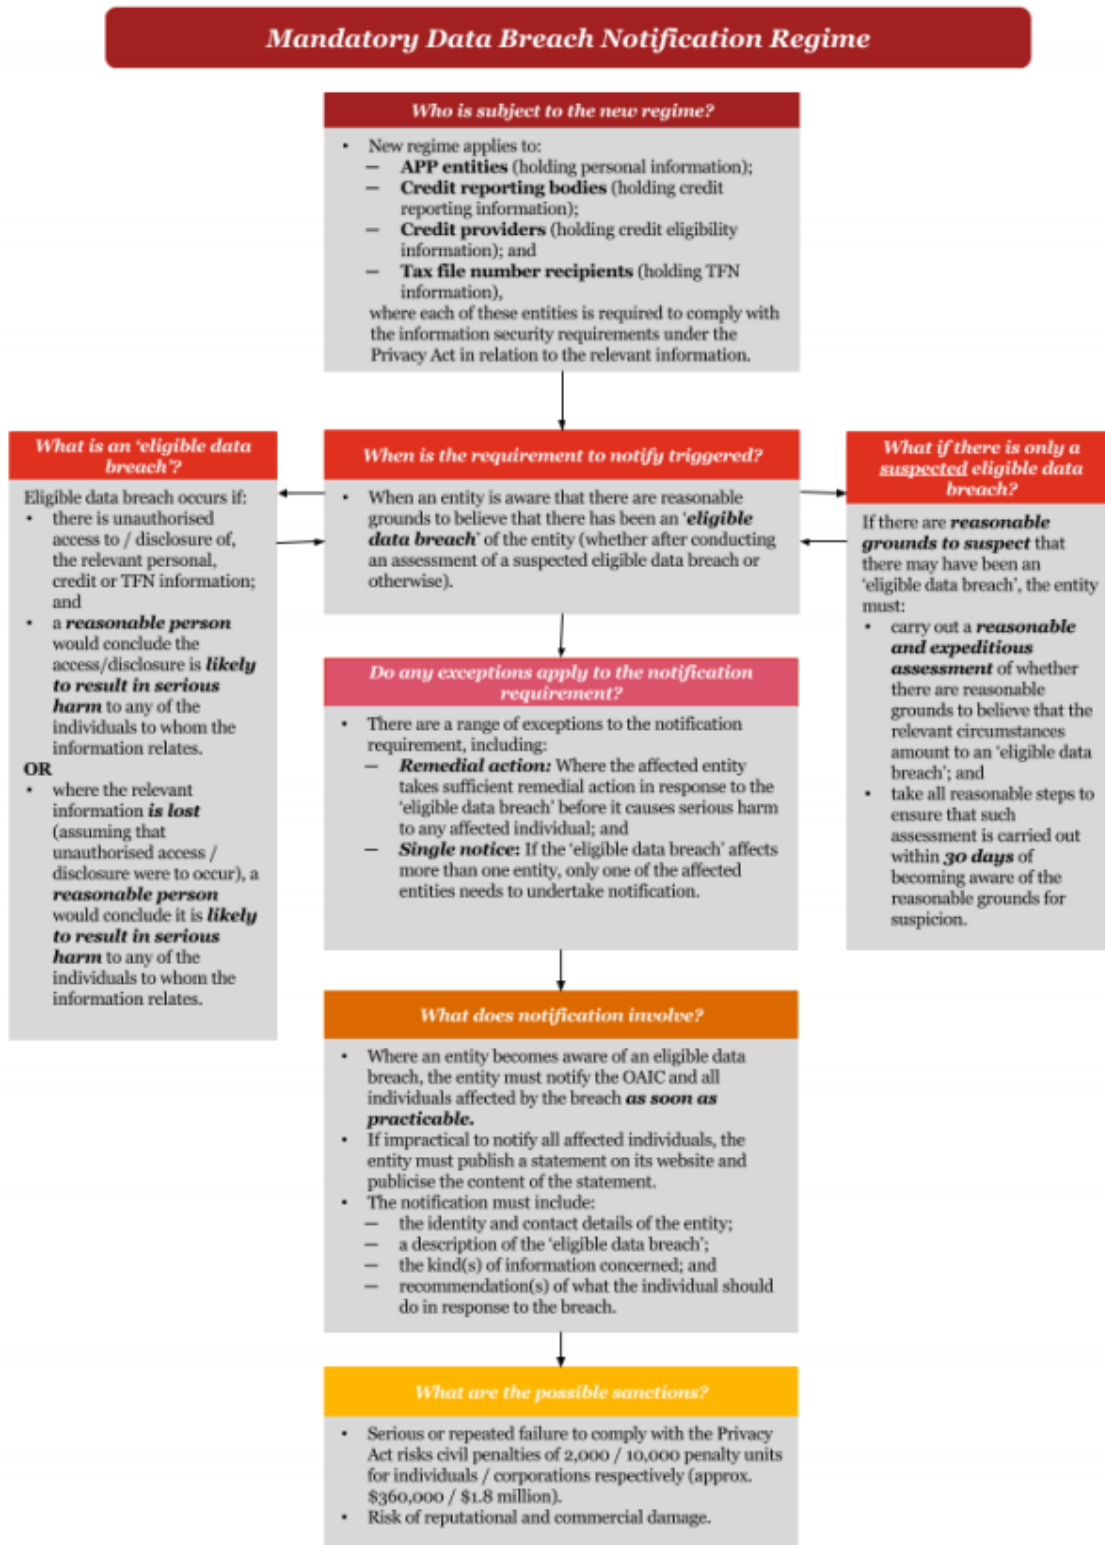 Mandatory Data Breach Notification Regime
Who is subject to the new regime?
• New regime applies to:
— APP entities (holding personal information);
— Credit reporting bodies (holding credit
reporting information);
— Credit providers (holding credit eligibility
information); and
— Tax file number recipients (holding TFN
information),
where each of these entities is required to comply with
the information security requirements under the
Privacy Act in relation to the relevant information.
What is an ‘eligible data
breach’?
Eligible data breach occurs if:
• there is unauthorised
access to / disclosure of,
the relevant personal,
credit or TFN information;
and
• a reasonable person
would conclude the
access/disclosure is likely
to result in serious
harm to any of the
individuals to whom the
information relates.
OR
• where the relevant
information is lost
(assuming that
unauthorised access /
disclosure were to occur), a
reasonable person
would conclude it is likely
to result in serious
harm to any of the
individuals to whom the
information relates.
When is the requirement to notify triggered?
• When an entity is aware that there are reasonable
grounds to believe that there has been an ‘eligible
data breach’ of the entity (whether after conducting
an assessment of a suspected eligible data breach or
otherwise).
What if there is only a
suspected eligible data
breach?
If there are reasonable
grounds to suspect that
there may have been an
‘eligible data breach’, the entity
must:
• carry out a reasonable
and expeditious
assessment of whether
there are reasonable
grounds to believe that the
relevant circumstances
amount to an ‘eligible data
breach’; and
• take all reasonable steps to
ensure that such
assessment is carried out
within 30 days of
becoming aware of the
reasonable grounds for
suspicion.
Do any exceptions apply to the notification
requirement?
• There are a range of exceptions to the notification
requirement, including:
— Remedial action: Where the affected entity
takes sufficient remedial action in response to the
‘eligible data breach’ before it causes serious harm
to any affected individual; and
— Single notice: If the ‘eligible data breach’ affects
more than one entity, only one of the affected
entities needs to undertake notification.
What does notification involve?
• Where an entity becomes aware of an eligible data
breach, the entity must notify the OAIC and all
individuals affected by the breach as soon as
practicable.
• If impractical to notify all affected individuals, the
entity must publish a statement on its website and
publicise the content of the statement.
• The notification must include:
— the identity and contact details of the entity;
— a description of the ‘eligible data breach’;
— the kind(s) of information concerned; and
— recommendation(s) of what the individual should
do in response to the breach.
What are the possible sanctions?
• Serious or repeated failure to comply with the Privacy
Act risks civil penalties of 2,000 / 10,000 penalty units
for individuals / corporations respectively (approx.
$360,000 / $1.8 million).
• Risk of reputational and commercial damage.